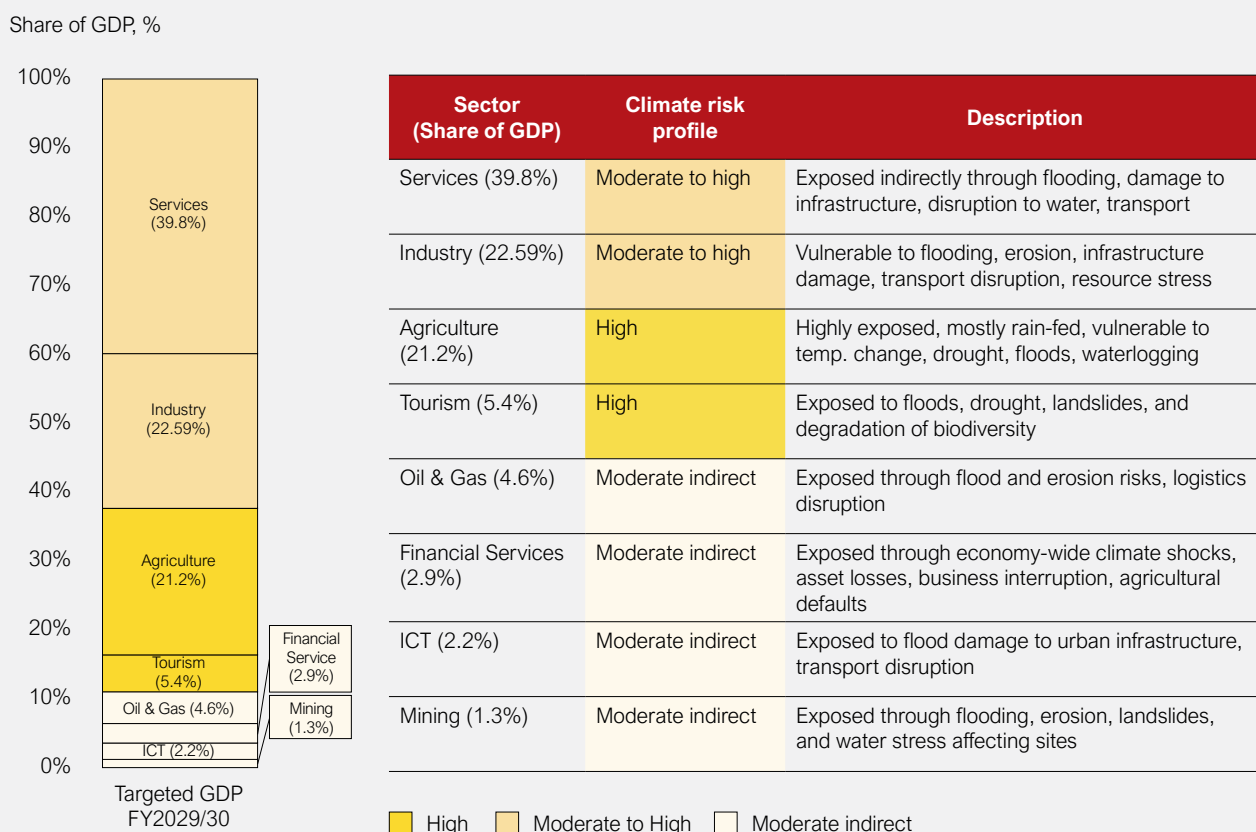 Share of GDP, %
100%
90%
80%
70%
60%
50%
40%
30%
20%
10%
0%
Services
(39.8%)
Industry
(22.59%)
Agriculture
(21.2%)
Tourism
(5.4%)
Oil & Gas (4.6%)
ICT (2.2%)
Financial
Service
(2.9%)
Mining
(1.3%)
Targeted GDP
FY2029/30
Sector
(Share of GDP)
Climate risk
profile
Description
Services (39.8%)
Moderate to high
Exposed indirectly through flooding, damage to
infrastructure, disruption to water, transport
Industry (22.59%)
Moderate to high
Vulnerable to flooding, erosion, infrastructure
damage, transport disruption, resource stress
Agriculture
(21.2%)
High
Highly exposed, mostly rain-fed, vulnerable to
temp. change, drought, floods, waterlogging
Tourism (5.4%)
High
Exposed to floods, drought, landslides, and
degradation of biodiversity
Oil & Gas (4.6%)
Moderate indirect
Exposed through flood and erosion risks, logistics
disruption
Financial Services
(2.9%)
Moderate indirect
Exposed through economy-wide climate shocks,
asset losses, business interruption, agricultural
defaults
ICT (2.2%)
Moderate indirect
Exposed to flood damage to urban infrastructure,
transport disruption
Mining (1.3%)
Moderate indirect
Exposed through flooding, erosion, landslides,
and water stress affecting sites
High
Moderate to High
Moderate indirect